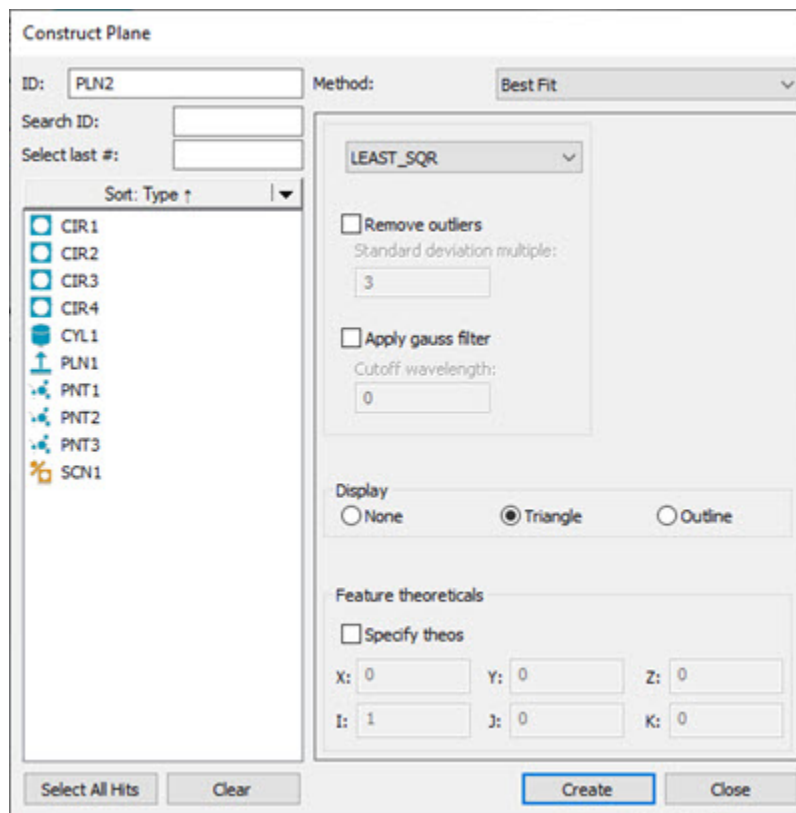 Construct Plane
ID: PLN2 Method: Best Fit
Search ID:
Select last #:
Sort: Type ↑
CIR1
CIR2
CIR3
CIR4
CYL1
PLN1
PNT1
PNT2
PNT3
SCN1
LEAST_SQR
Remove outliers
Standard deviation multiple:
3
Apply gauss filter
Cutoff wavelength:
0
Display
None Triangle Outline
Feature theoreticals
Specify theos
X: 0 Y: 0 Z: 0
I: 1 J: 0 K: 0
Select All Hits Clear Create Close